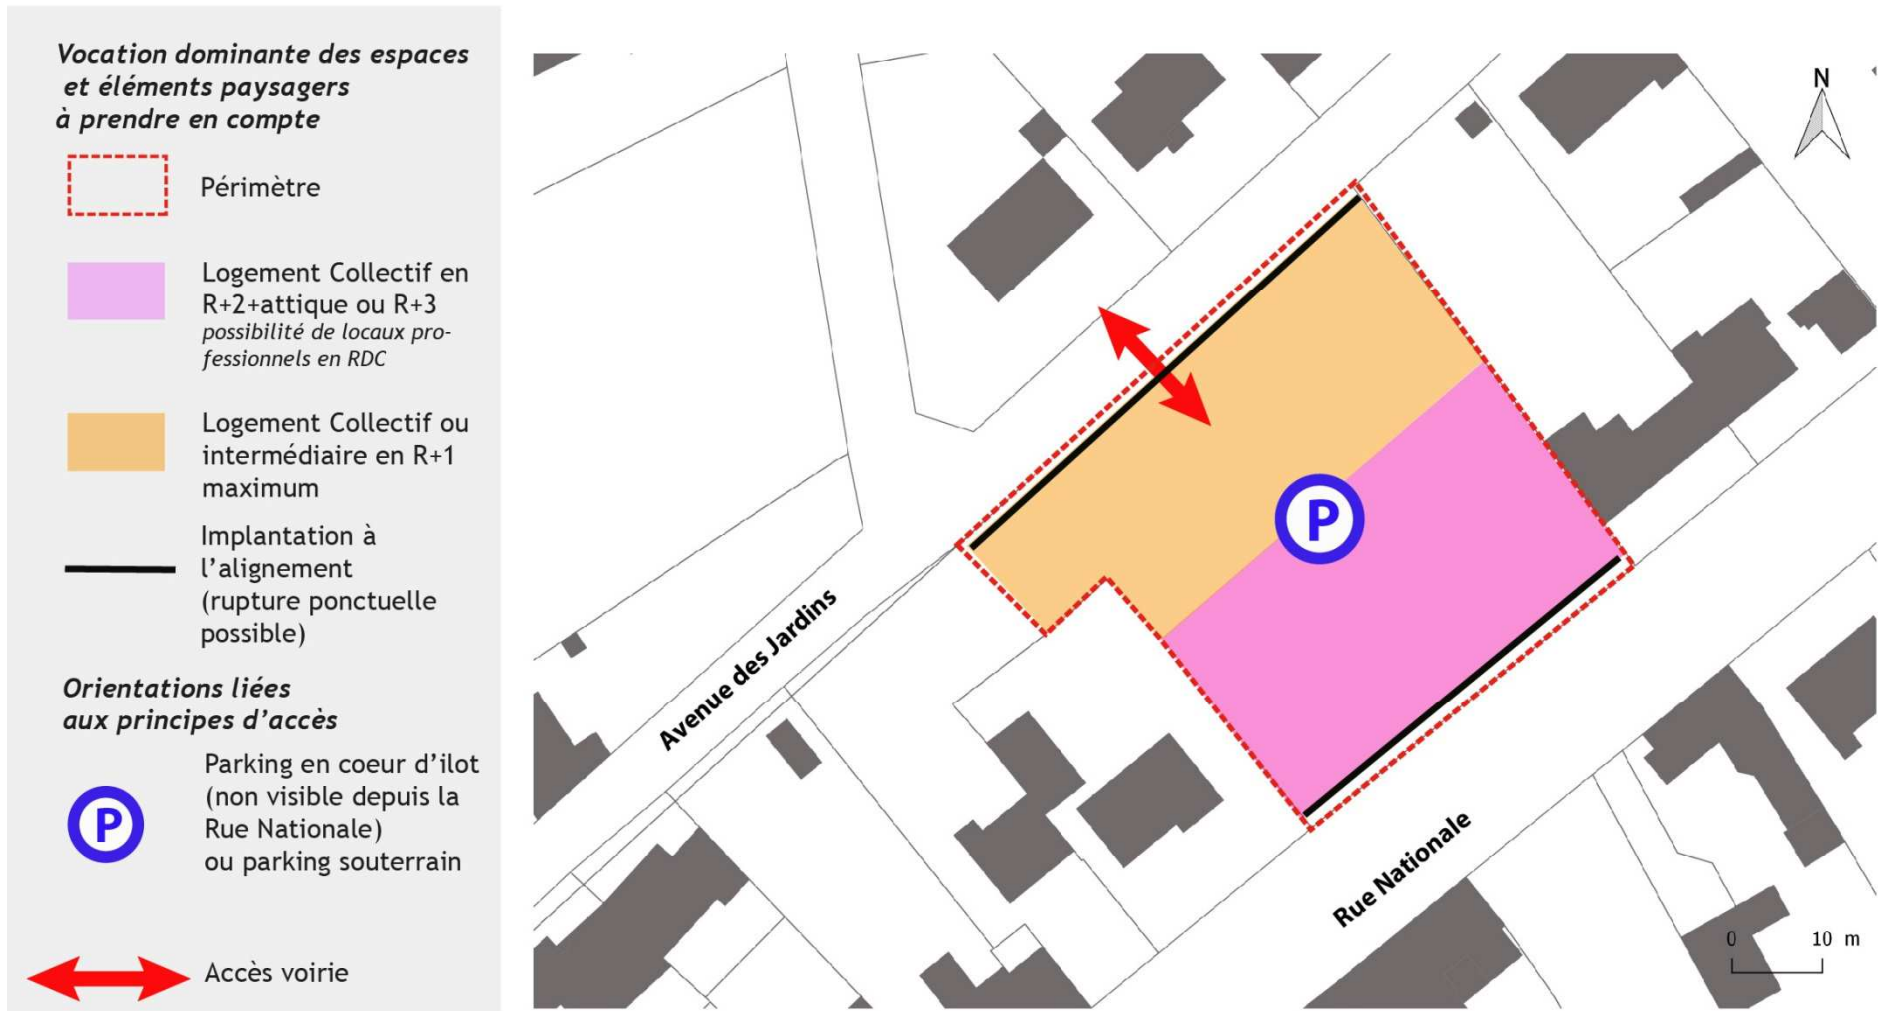 Vocation dominante des espaces
et éléments paysagers
à prendre en compte
Périmètre
Logement Collectif en
R+2+attique ou R+3
possibilité de locaux pro-
fessionnels en RDC
Logement Collectif ou
intermédiaire en R+1
maximum
Implantation à
l’alignement
(rupture ponctuelle
possible)
Orientations liées
aux principes d’accès
P
Parking en coeur d’ilot
(non visible depuis la
Rue Nationale)
ou parking souterrain
Accès voirie
N
P
Avenue des Jardins
Rue Nationale
0 10 m